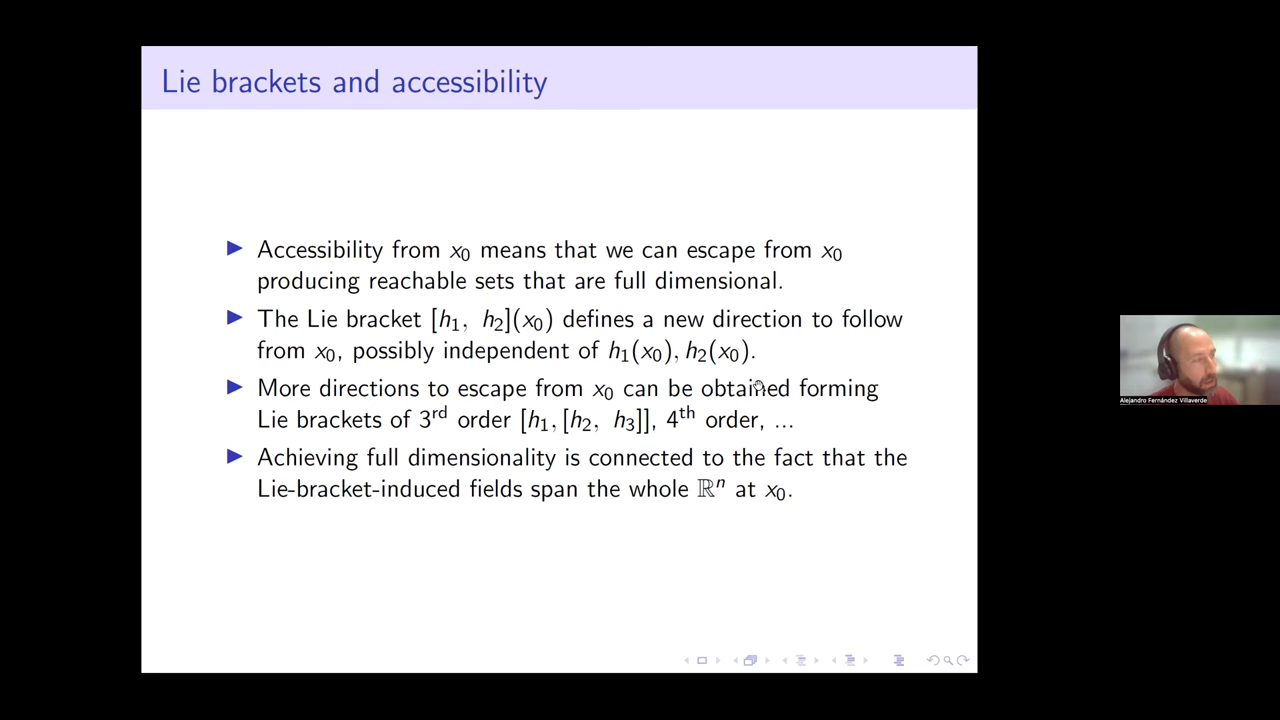 Lie brackets and accessibility
▶ Accessibility from x₀ means that we can escape from x₀
producing reachable sets that are full dimensional.
▶ The Lie bracket [h₁, h₂](x₀) defines a new direction to follow
from x₀, possibly independent of h₁(x₀), h₂(x₀).
▶ More directions to escape from x₀ can be obtained forming
Lie brackets of 3ʳᵈ order [h₁, [h₂, h₃]], 4ᵗʰ order, ...
▶ Achieving full dimensionality is connected to the fact that the
Lie-bracket-induced fields span the whole ℝⁿ at x₀.
Alejandro Fernández Villaverde